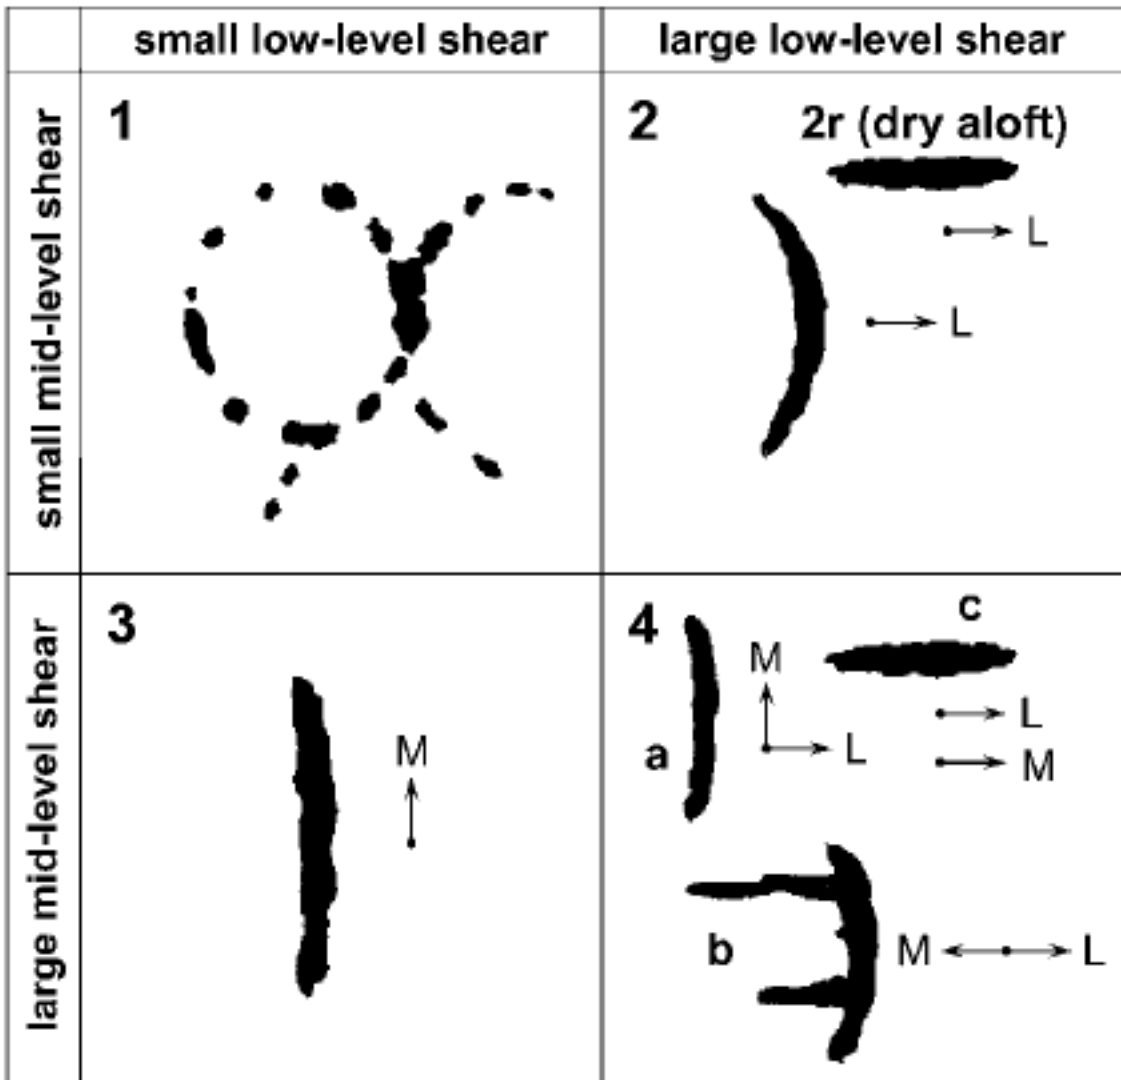 small low-level shear
large low-level shear
small mid-level shear
1
2
2r (dry aloft)
L
L
large mid-level shear
3
M
4
c
M
L
a
L
M
b
M
L